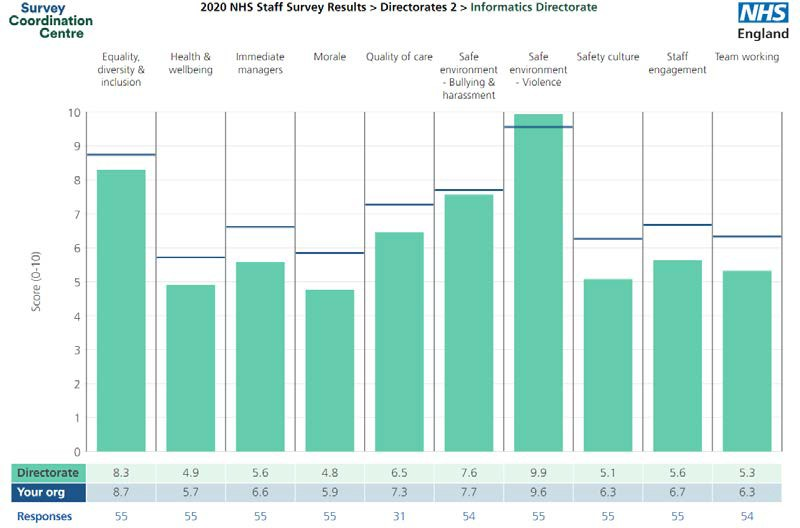 Survey
Coordination
Centre
2020 NHS Staff Survey Results > Directorates 2 > Informatics Directorate
NHS
England
Equality,
diversity &
inclusion
Health &
wellbeing
Immediate
managers
Morale
Quality of care
Safe
environment
- Bullying &
harassment
Safe
environment
- Violence
Safety culture
Staff
engagement
Team working
Score (0-10)
10
9
8
7
6
5
4
3
2
1
0
Directorate 8.3 4.9 5.6 4.8 6.5 7.6 9.9 5.1 5.6 5.3
Your org 8.7 5.7 6.6 5.9 7.3 7.7 9.6 6.3 6.7 6.3
Responses 55 55 55 55 31 54 55 55 55 54